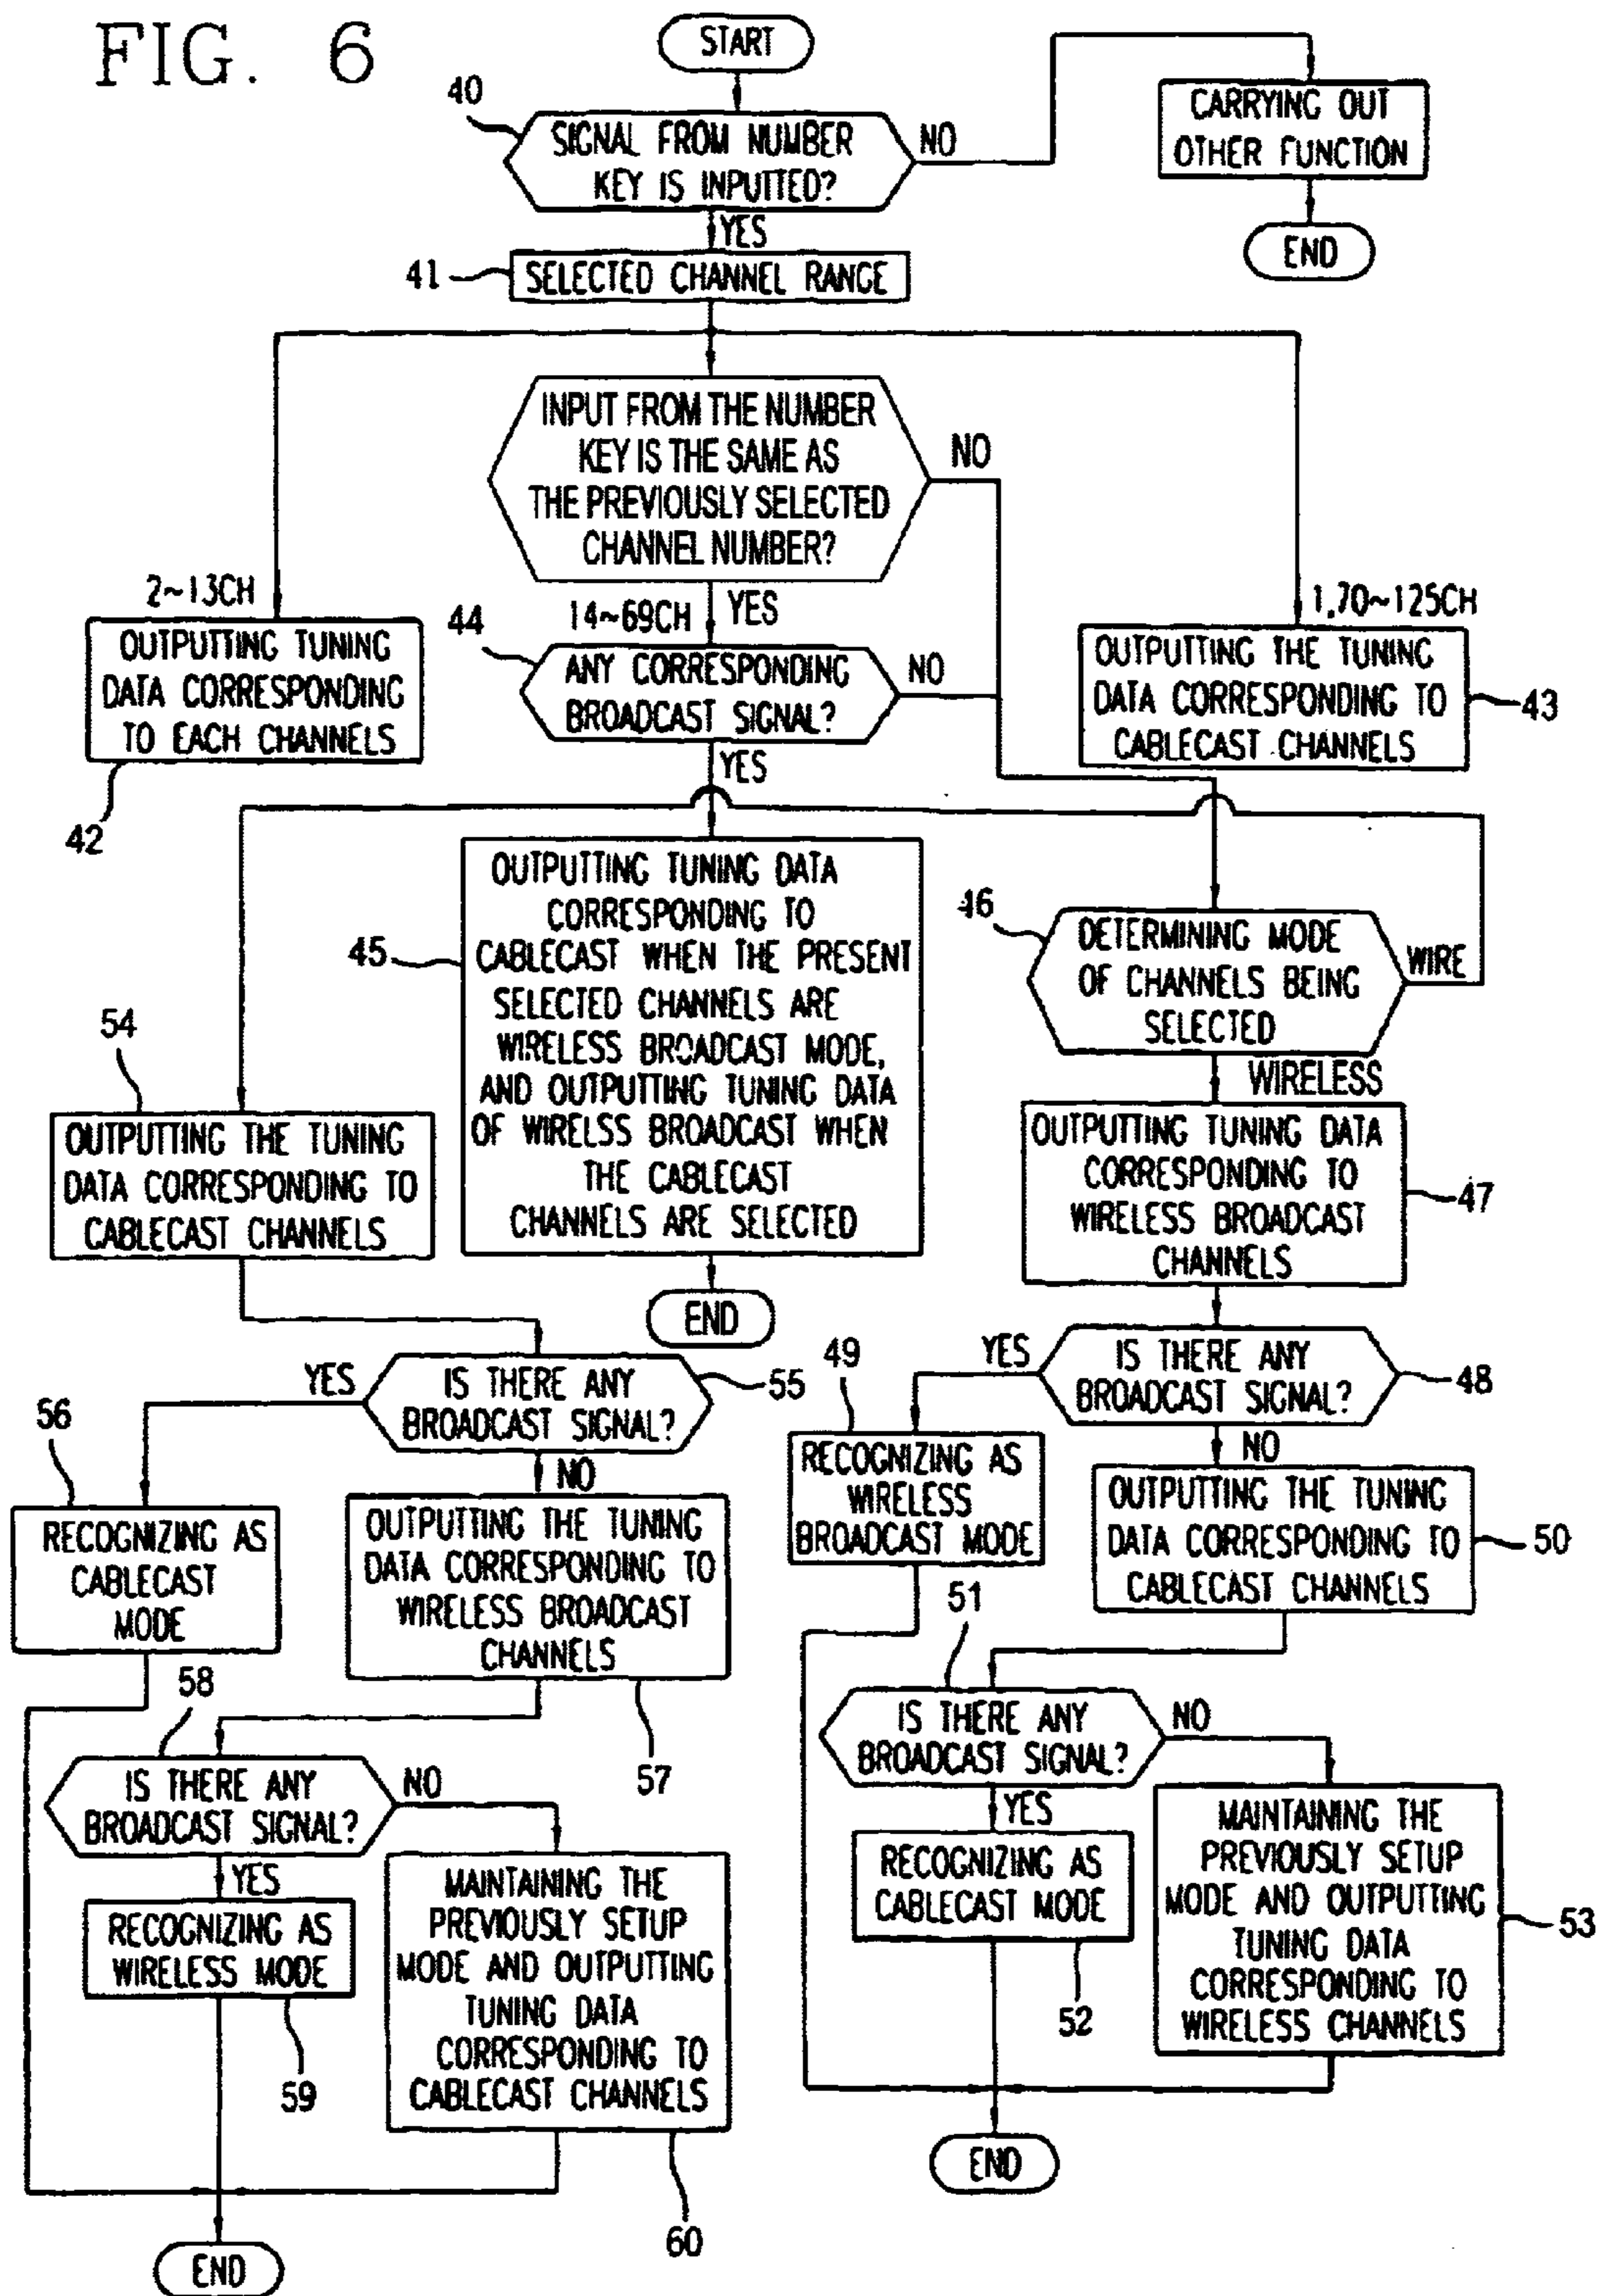 FIG. 6
START
40
SIGNAL FROM NUMBER
KEY IS INPUTTED?
NO
CARRYING OUT
OTHER FUNCTION
END
YES
41
SELECTED CHANNEL RANGE
INPUT FROM THE NUMBER
KEY IS THE SAME AS
THE PREVIOUSLY SELECTED
CHANNEL NUMBER?
NO
2~13CH
OUTPUTTING TUNING
DATA CORRESPONDING
TO EACH CHANNELS
42
14~69CH
YES
44
ANY CORRESPONDING
BROADCAST SIGNAL?
NO
YES
1,70~125CH
OUTPUTTING THE TUNING
DATA CORRESPONDING TO
CABLECAST CHANNELS
43
45
OUTPUTTING TUNING DATA
CORRESPONDING TO
CABLECAST WHEN THE PRESENT
SELECTED CHANNELS ARE
WIRELESS BROADCAST MODE,
AND OUTPUTTING TUNING DATA
OF WIRELSS BROADCAST WHEN
THE CABLECAST
CHANNELS ARE SELECTED
END
46
DETERMINING MODE
OF CHANNELS BEING
SELECTED
WIRE
WIRELESS
OUTPUTTING TUNING DATA
CORRESPONDING TO
WIRELESS BROADCAST
CHANNELS
47
54
OUTPUTTING THE TUNING
DATA CORRESPONDING TO
CABLECAST CHANNELS
YES
IS THERE ANY
BROADCAST SIGNAL?
55
NO
56
RECOGNIZING AS
CABLECAST
MODE
OUTPUTTING THE TUNING
DATA CORRESPONDING TO
WIRELESS BROADCAST
CHANNELS
57
58
IS THERE ANY
BROADCAST SIGNAL?
NO
YES
RECOGNIZING AS
WIRELESS MODE
59
MAINTAINING THE
PREVIOUSLY SETUP
MODE AND OUTPUTTING
TUNING DATA
CORRESPONDING TO
CABLECAST CHANNELS
60
END
YES
IS THERE ANY
BROADCAST SIGNAL?
48
NO
49
RECOGNIZING AS
WIRELESS
BROADCAST MODE
OUTPUTTING THE TUNING
DATA CORRESPONDING TO
CABLECAST CHANNELS
50
51
IS THERE ANY
BROADCAST SIGNAL?
NO
YES
RECOGNIZING AS
CABLECAST MODE
52
MAINTAINING THE
PREVIOUSLY SETUP
MODE AND OUTPUTTING
TUNING DATA
CORRESPONDING TO
WIRELESS CHANNELS
53
END